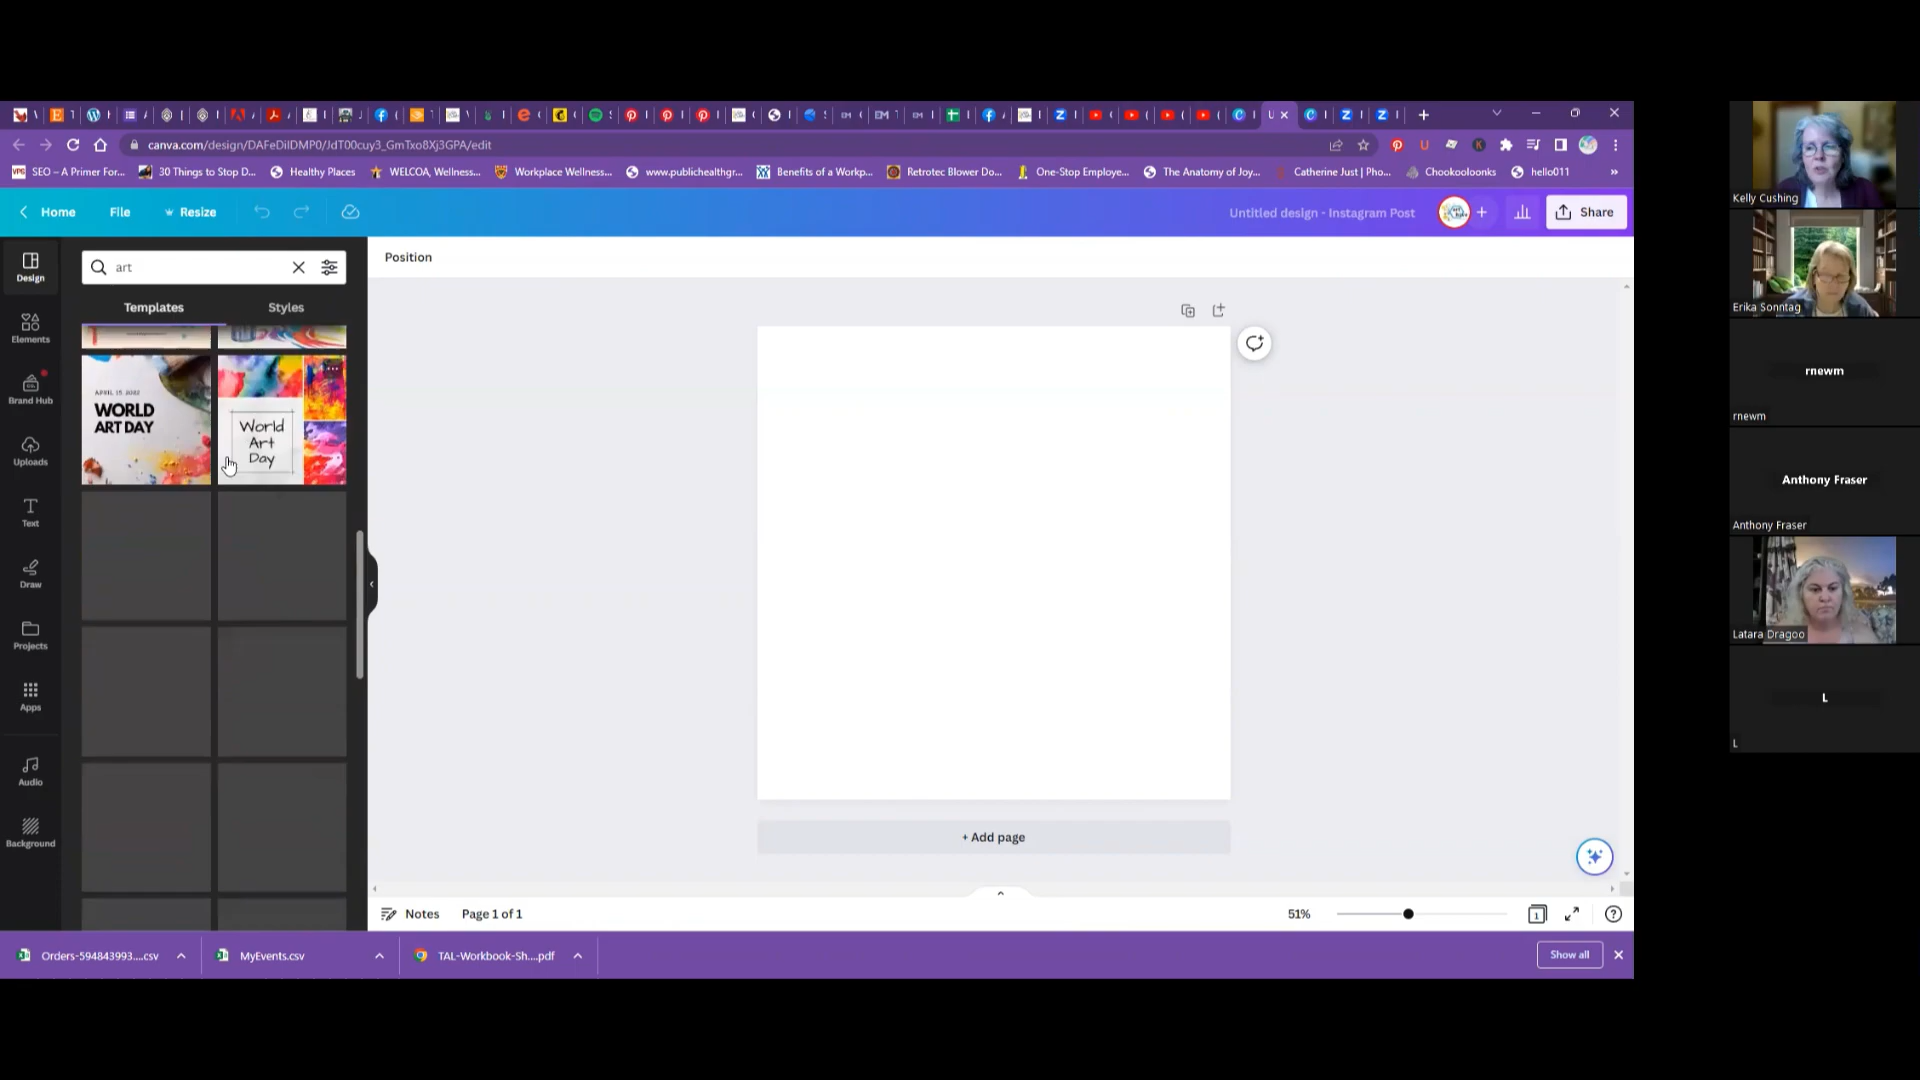 canva.com/design/DAFeDiIDMP0/JdT00cuy3_GmTxo8Xj3GPA/edit
SEO – A Primer For...
30 Things to Stop D...
Healthy Places
WELCOA, Wellness...
Workplace Wellness...
www.publichealthgr...
Benefits of a Workp...
Retrotec Blower Do...
One-Stop Employe...
The Anatomy of Joy...
Catherine Just | Pho...
Chookooloonks
hello011
»
Home
File
Resize
Untitled design - Instagram Post
Share
art
Templates
Styles
Position
Design
Elements
Brand Hub
Uploads
Text
Draw
Projects
Apps
Audio
Background
APRIL 15, 2022
WORLD
ART DAY
World
Art
Day
+ Add page
Notes
Page 1 of 1
51%
1
Orders-594843993....csv
MyEvents.csv
TAL-Workbook-Sh....pdf
Show all
Kelly Cushing
Erika Sonntag
rnewm
rnewm
Anthony Fraser
Anthony Fraser
Latara Dragoo
L
L